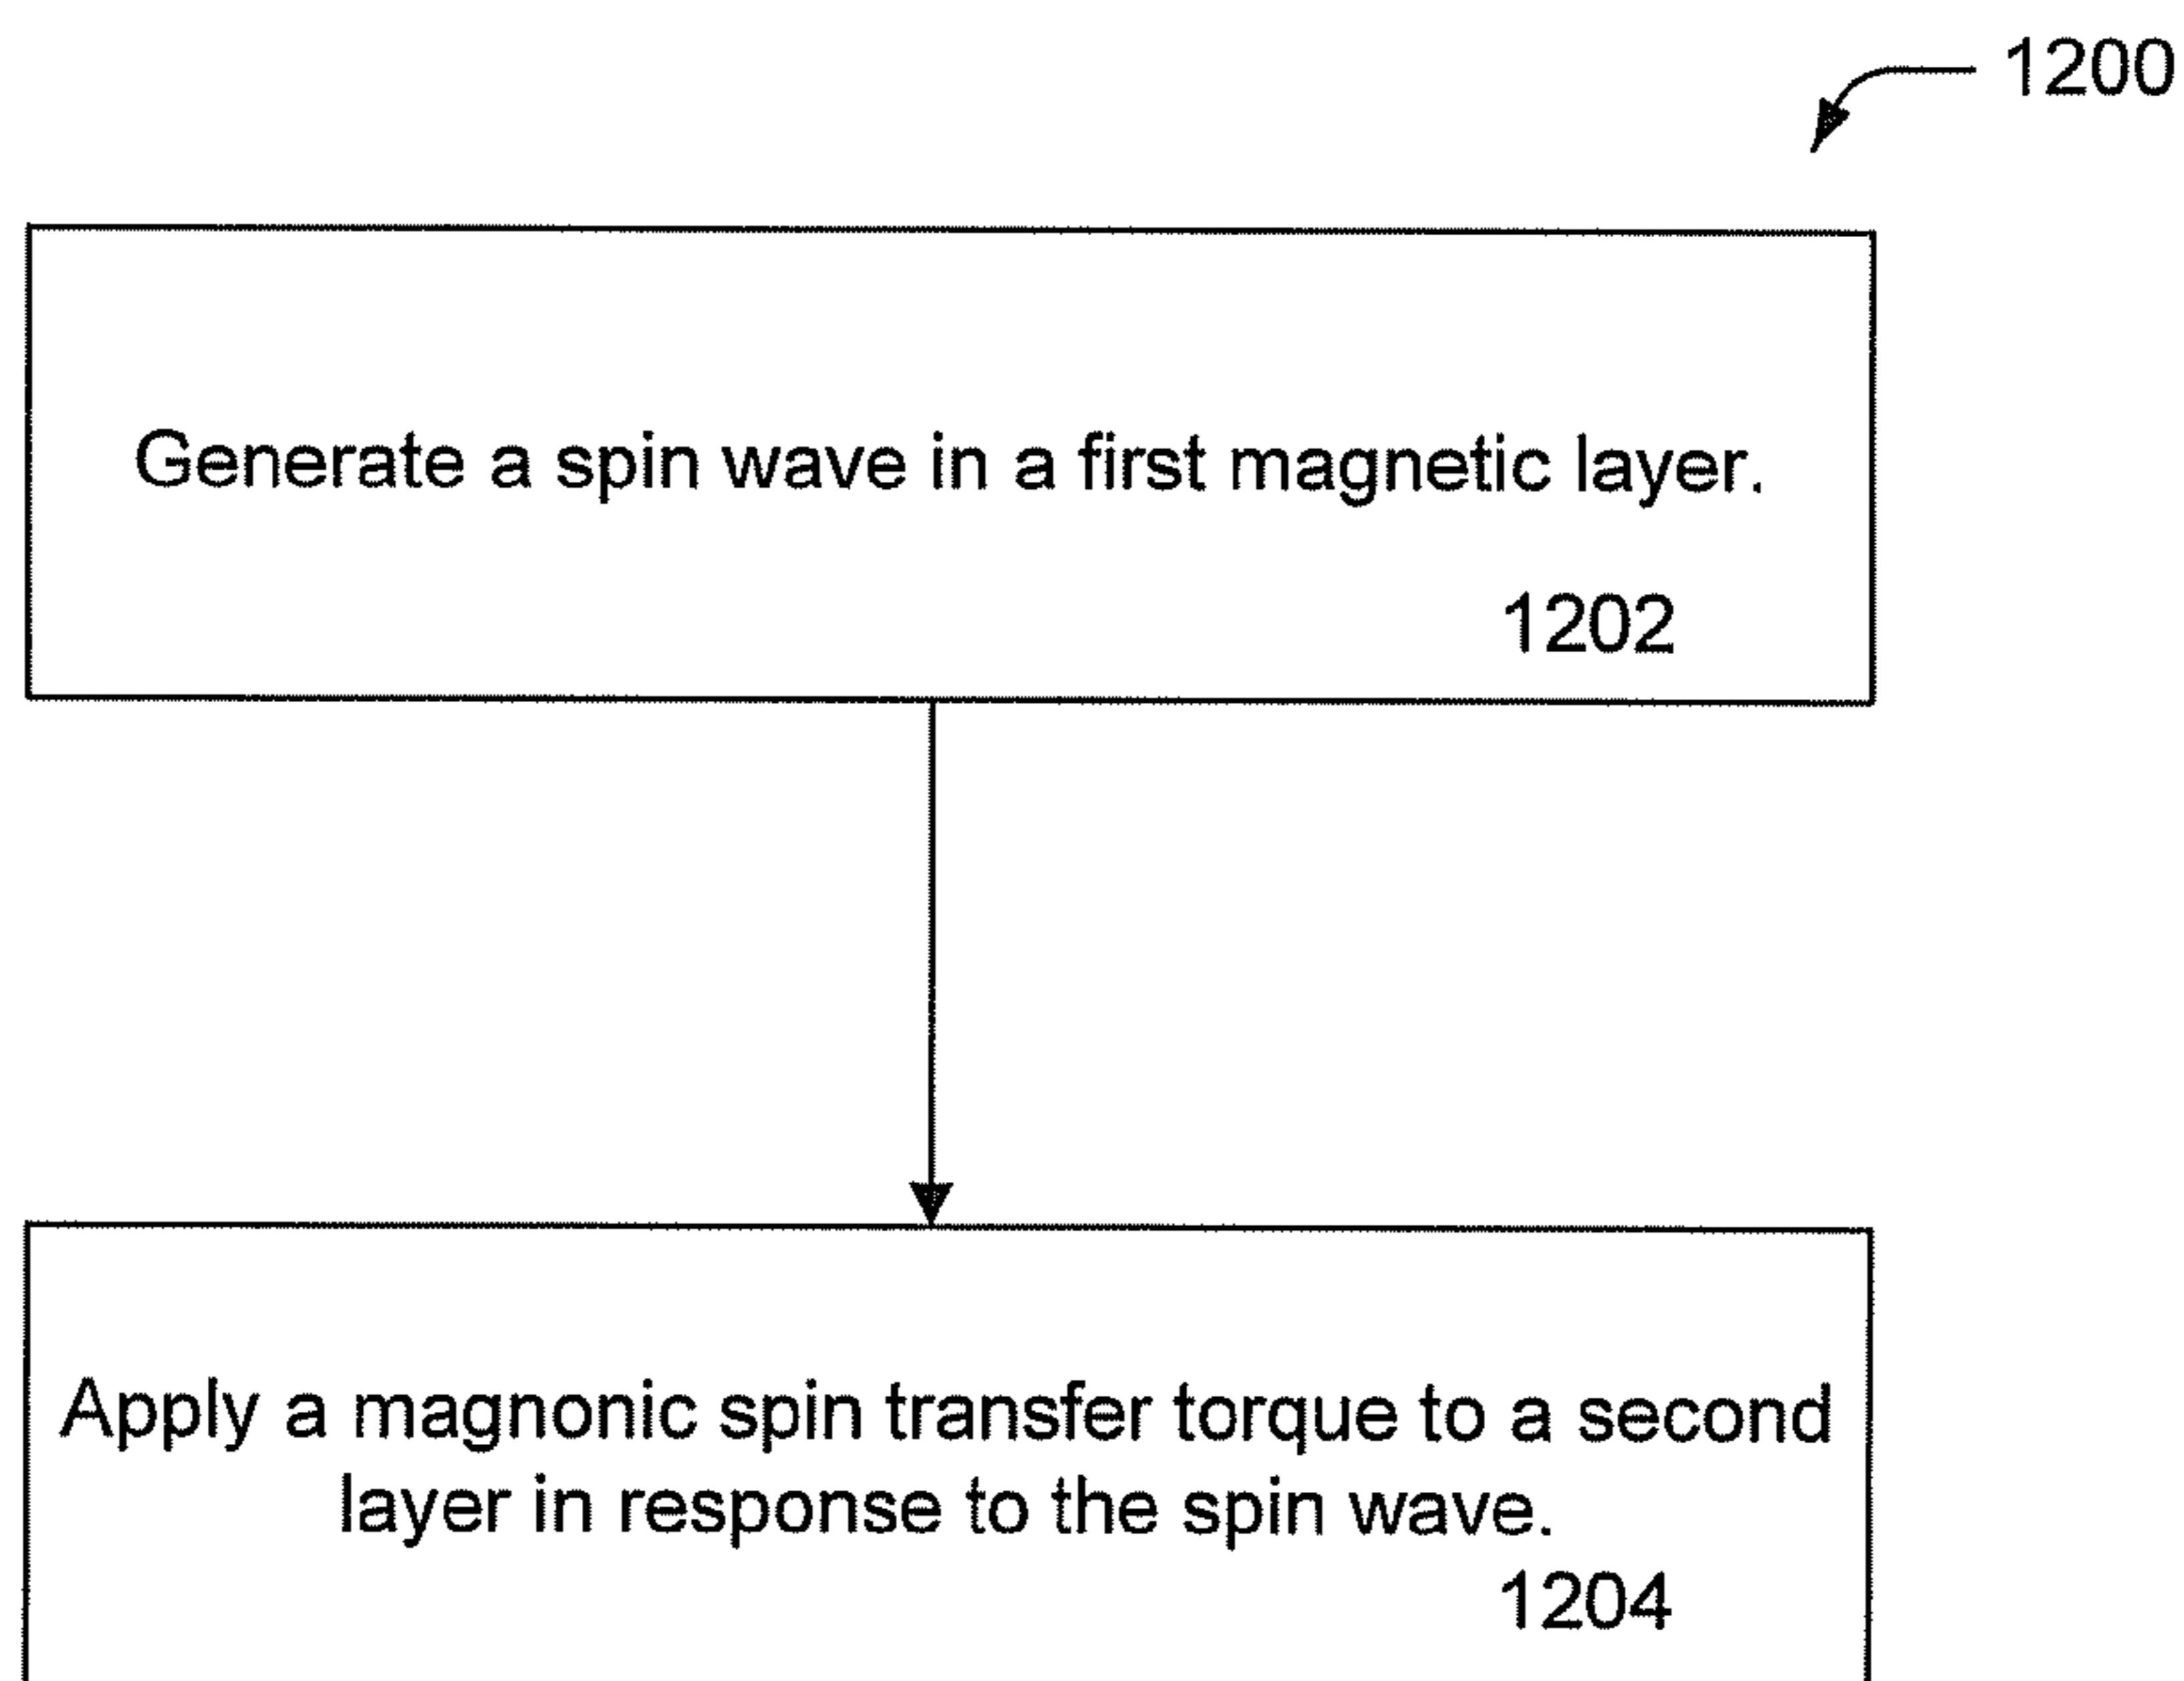 1200
Generate a spin wave in a first magnetic layer.
1202
Apply a magnonic spin transfer torque to a second
layer in response to the spin wave.
1204